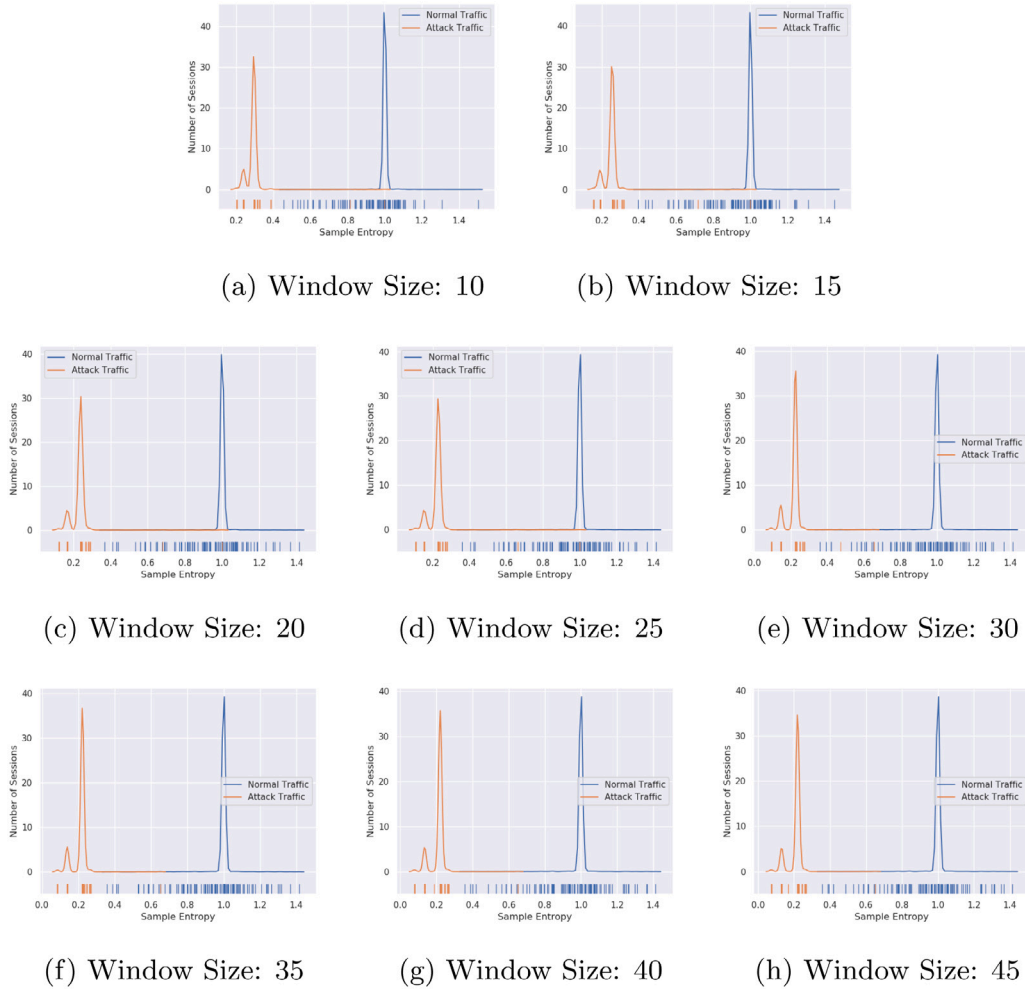 Normal Traffic
Attack Traffic
Number of Sessions
40
30
20
10
0
0.2 0.4 0.6 0.8 1.0 1.2 1.4
Sample Entropy
(a) Window Size: 10
Normal Traffic
Attack Traffic
Number of Sessions
40
30
20
10
0
0.2 0.4 0.6 0.8 1.0 1.2 1.4
Sample Entropy
(b) Window Size: 15
Normal Traffic
Attack Traffic
Number of Sessions
40
30
20
10
0
0.2 0.4 0.6 0.8 1.0 1.2 1.4
Sample Entropy
(c) Window Size: 20
Normal Traffic
Attack Traffic
Number of Sessions
40
30
20
10
0
0.2 0.4 0.6 0.8 1.0 1.2 1.4
Sample Entropy
(d) Window Size: 25
Normal Traffic
Attack Traffic
Number of Sessions
40
30
20
10
0
0.0 0.2 0.4 0.6 0.8 1.0 1.2 1.4
Sample Entropy
(e) Window Size: 30
Normal Traffic
Attack Traffic
Number of Sessions
40
30
20
10
0
0.0 0.2 0.4 0.6 0.8 1.0 1.2 1.4
Sample Entropy
(f) Window Size: 35
Normal Traffic
Attack Traffic
Number of Sessions
40
30
20
10
0
0.0 0.2 0.4 0.6 0.8 1.0 1.2 1.4
Sample Entropy
(g) Window Size: 40
Normal Traffic
Attack Traffic
Number of Sessions
40
30
20
10
0
0.0 0.2 0.4 0.6 0.8 1.0 1.2 1.4
Sample Entropy
(h) Window Size: 45